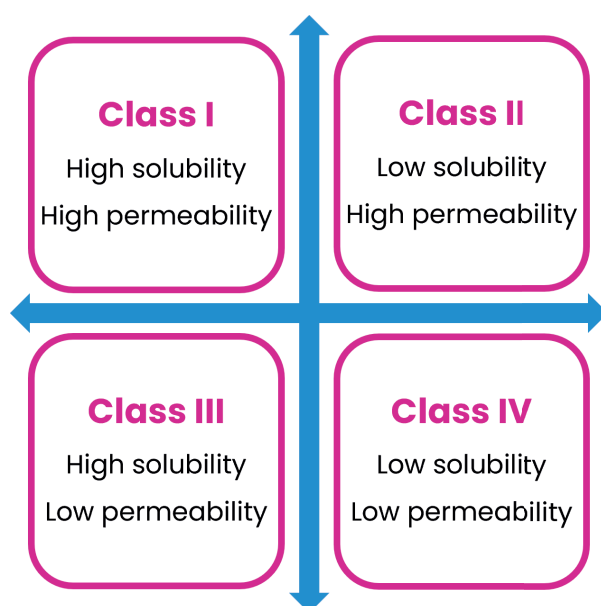 Class I
High solubility
High permeability
Class II
Low solubility
High permeability
Class III
High solubility
Low permeability
Class IV
Low solubility
Low permeability